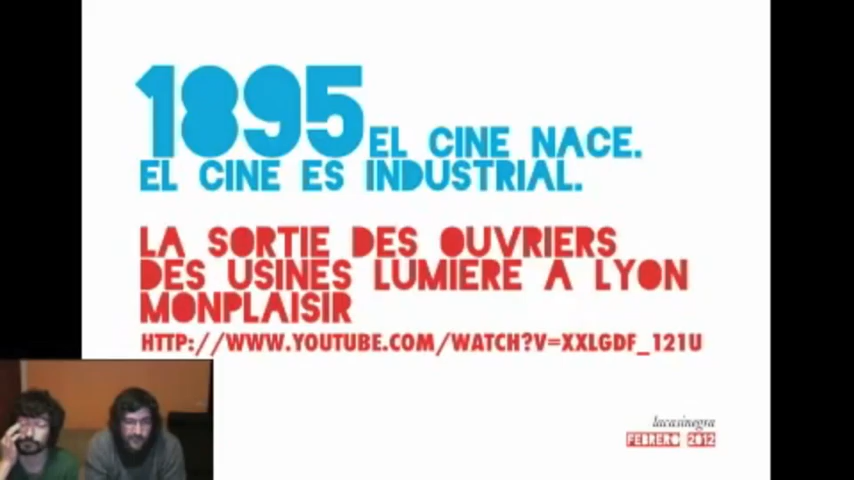 1895 EL CINE NACE.
EL CINE ES INDUSTRIAL.
LA SORTIE DES OUVRIERS
DES USINES LUMIERE A LYON
MONPLAISIR
HTTP://WWW.YOUTUBE.COM/WATCH?V=XXLGDF_121U
lacasinegra
FEBRERO 2012